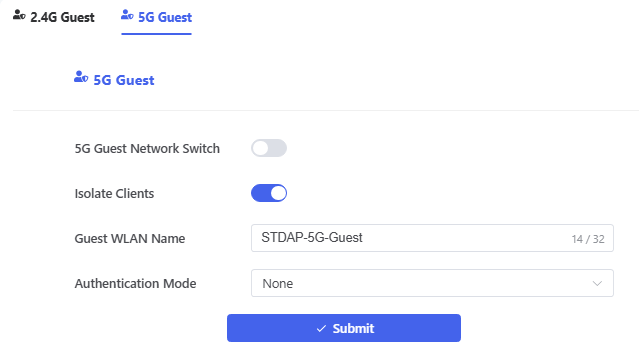 2.4G Guest 5G Guest
5G Guest
5G Guest Network Switch
Isolate Clients
Guest WLAN Name STDAP-5G-Guest 14 / 32
Authentication Mode None
Submit